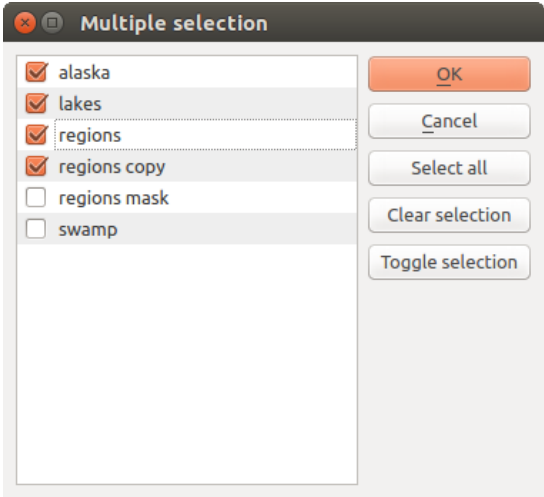 Multiple selection
alaska
lakes
regions
regions copy
regions mask
swamp
OK
Cancel
Select all
Clear selection
Toggle selection